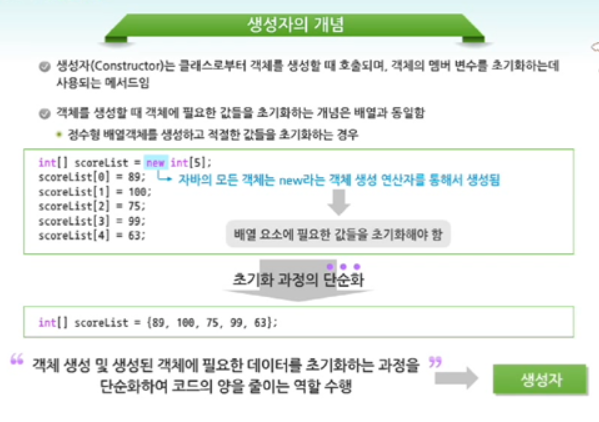 생성자의 개념
생성자(Constructor)는 클래스로부터 객체를 생성할 때 호출되며, 객체의 멤버 변수를 초기화하는데
사용되는 메서드임
객체를 생성할 때 객체에 필요한 값들을 초기화하는 개념은 배열과 동일함
정수형 배열객체를 생성하고 적절한 값들을 초기화하는 경우
int[] scoreList = new int[5];
scoreList[0] = 89;
자바의 모든 객체는 new라는 객체 생성 연산자를 통해서 생성됨
scoreList[1] = 100;
scoreList[2] = 75;
scoreList[3] = 99;
scoreList[4] = 63;
배열 요소에 필요한 값들을 초기화해야 함
초기화 과정의 단순화
int[] scoreList = {89, 100, 75, 99, 63};
“ 객체 생성 및 생성된 객체에 필요한 데이터를 초기화하는 과정을 ”
단순화하여 코드의 양을 줄이는 역할 수행
생성자